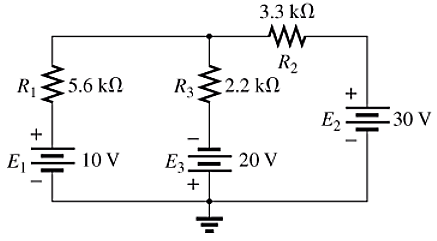 3.3 kΩ
R₂
R₁ 5.6 kΩ
R₃ 2.2 kΩ
+
E₂ 30 V
−
+
E₁ 10 V
−
−
E₃ 20 V
+